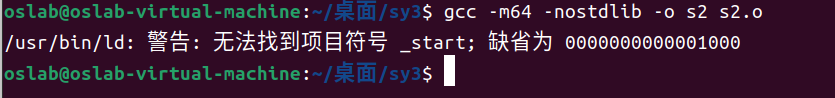 oslab@oslab-virtual-machine:~/桌面/sy3$ gcc -m64 -nostdlib -o s2 s2.o
/usr/bin/ld: 警告: 无法找到项目符号 _start; 缺省为 0000000000001000
oslab@oslab-virtual-machine:~/桌面/sy3$